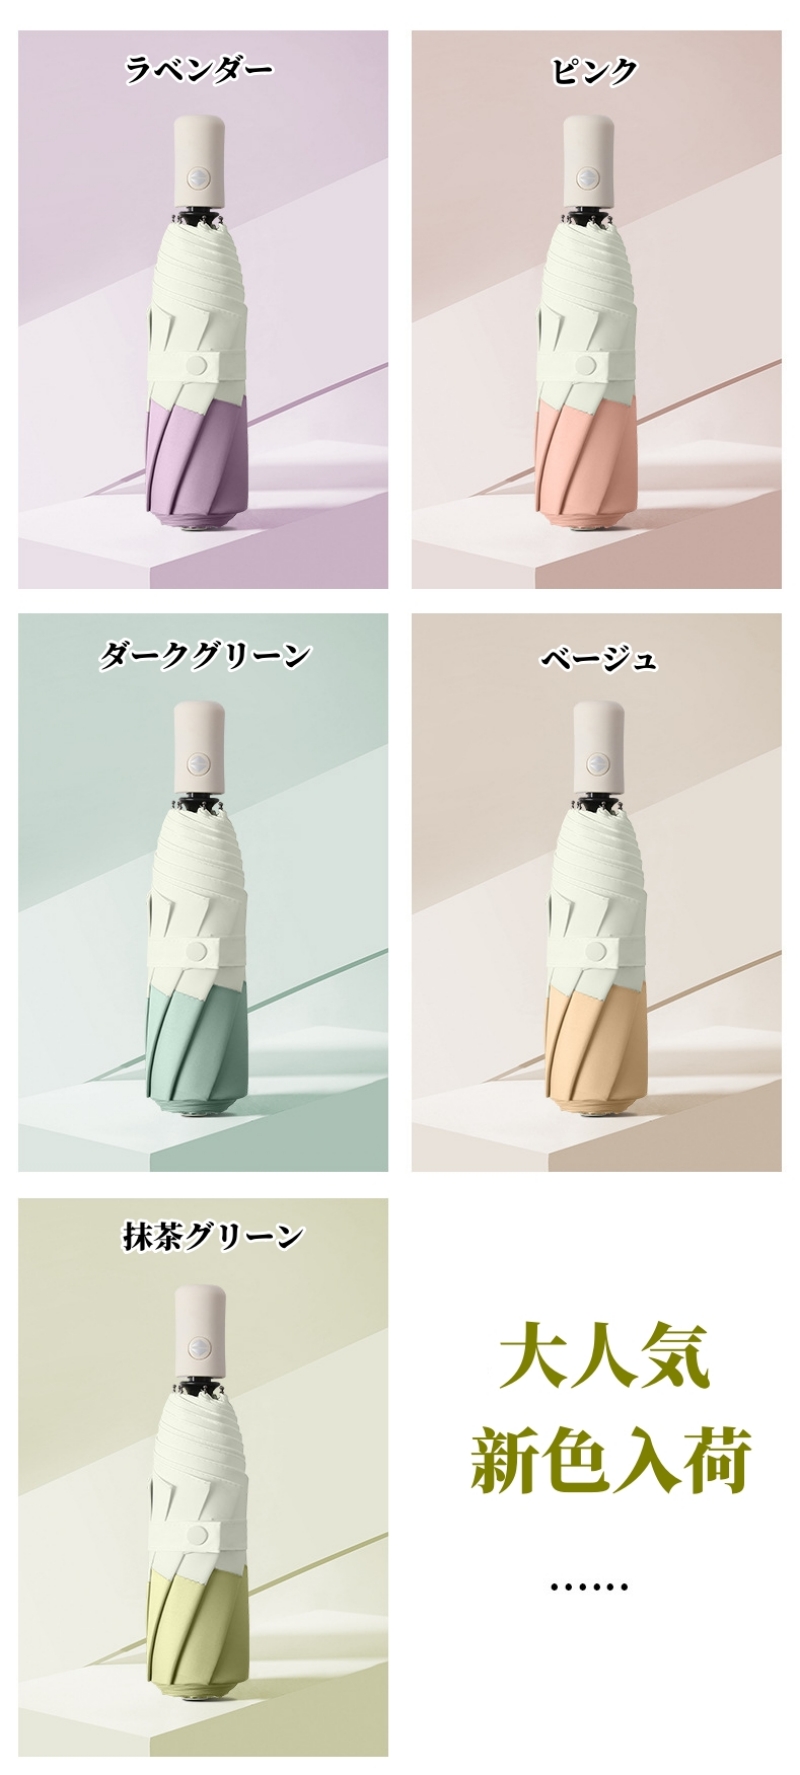 ラベンダー
ピンク
ダークグリーン
ベージュ
抹茶グリーン
大人気
新色入荷
……